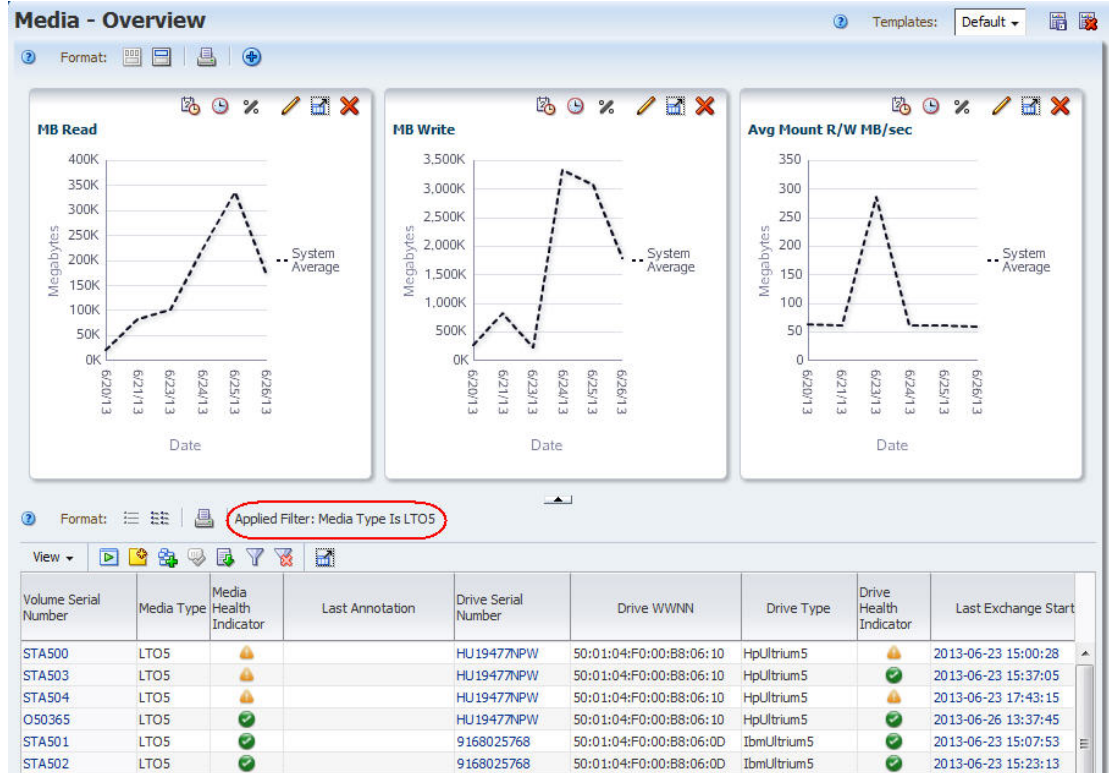 Media - Overview
Templates: Default
Format:
MB Read
400K
350K
300K
250K
200K
150K
100K
50K
0K
Megabytes
System
Average
6/20/13
6/21/13
6/23/13
6/24/13
6/25/13
6/26/13
Date
MB Write
3,500K
3,000K
2,500K
2,000K
1,500K
1,000K
500K
0K
Megabytes
System
Average
6/20/13
6/21/13
6/23/13
6/24/13
6/25/13
6/26/13
Date
Avg Mount R/W MB/sec
350
300
250
200
150
100
50
0
Megabytes
System
Average
6/20/13
6/21/13
6/23/13
6/24/13
6/25/13
6/26/13
Date
Format: Applied Filter: Media Type Is LTO5
View
Volume Serial Number Media Type Media Health Indicator Last Annotation Drive Serial Number Drive WWNN Drive Type Drive Health Indicator Last Exchange Start
STA500 LTO5 HU19477NPW 50:01:04:F0:00:B8:06:10 HpUltrium5 2013-06-23 15:00:28
STA503 LTO5 HU19477NPW 50:01:04:F0:00:B8:06:10 HpUltrium5 2013-06-23 15:37:05
STA504 LTO5 HU19477NPW 50:01:04:F0:00:B8:06:10 HpUltrium5 2013-06-23 17:43:15
O50365 LTO5 HU19477NPW 50:01:04:F0:00:B8:06:10 HpUltrium5 2013-06-26 13:37:45
STA501 LTO5 9168025768 50:01:04:F0:00:B8:06:0D IbmUltrium5 2013-06-23 15:07:53
STA502 LTO5 9168025768 50:01:04:F0:00:B8:06:0D IbmUltrium5 2013-06-23 15:23:13